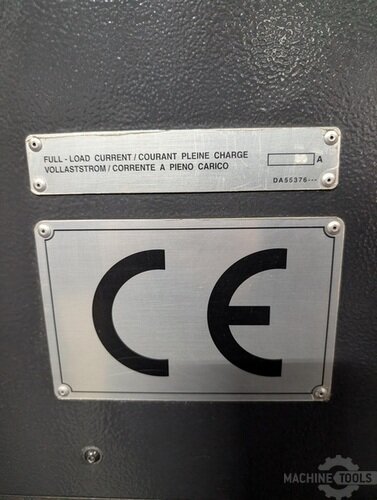 FULL - LOAD CURRENT / COURANT PLEINE CHARGE A
VOLLASTSTROM / CORRENTE A PIENO CARICO
DA55376---
CE
MACHINE TOOLS